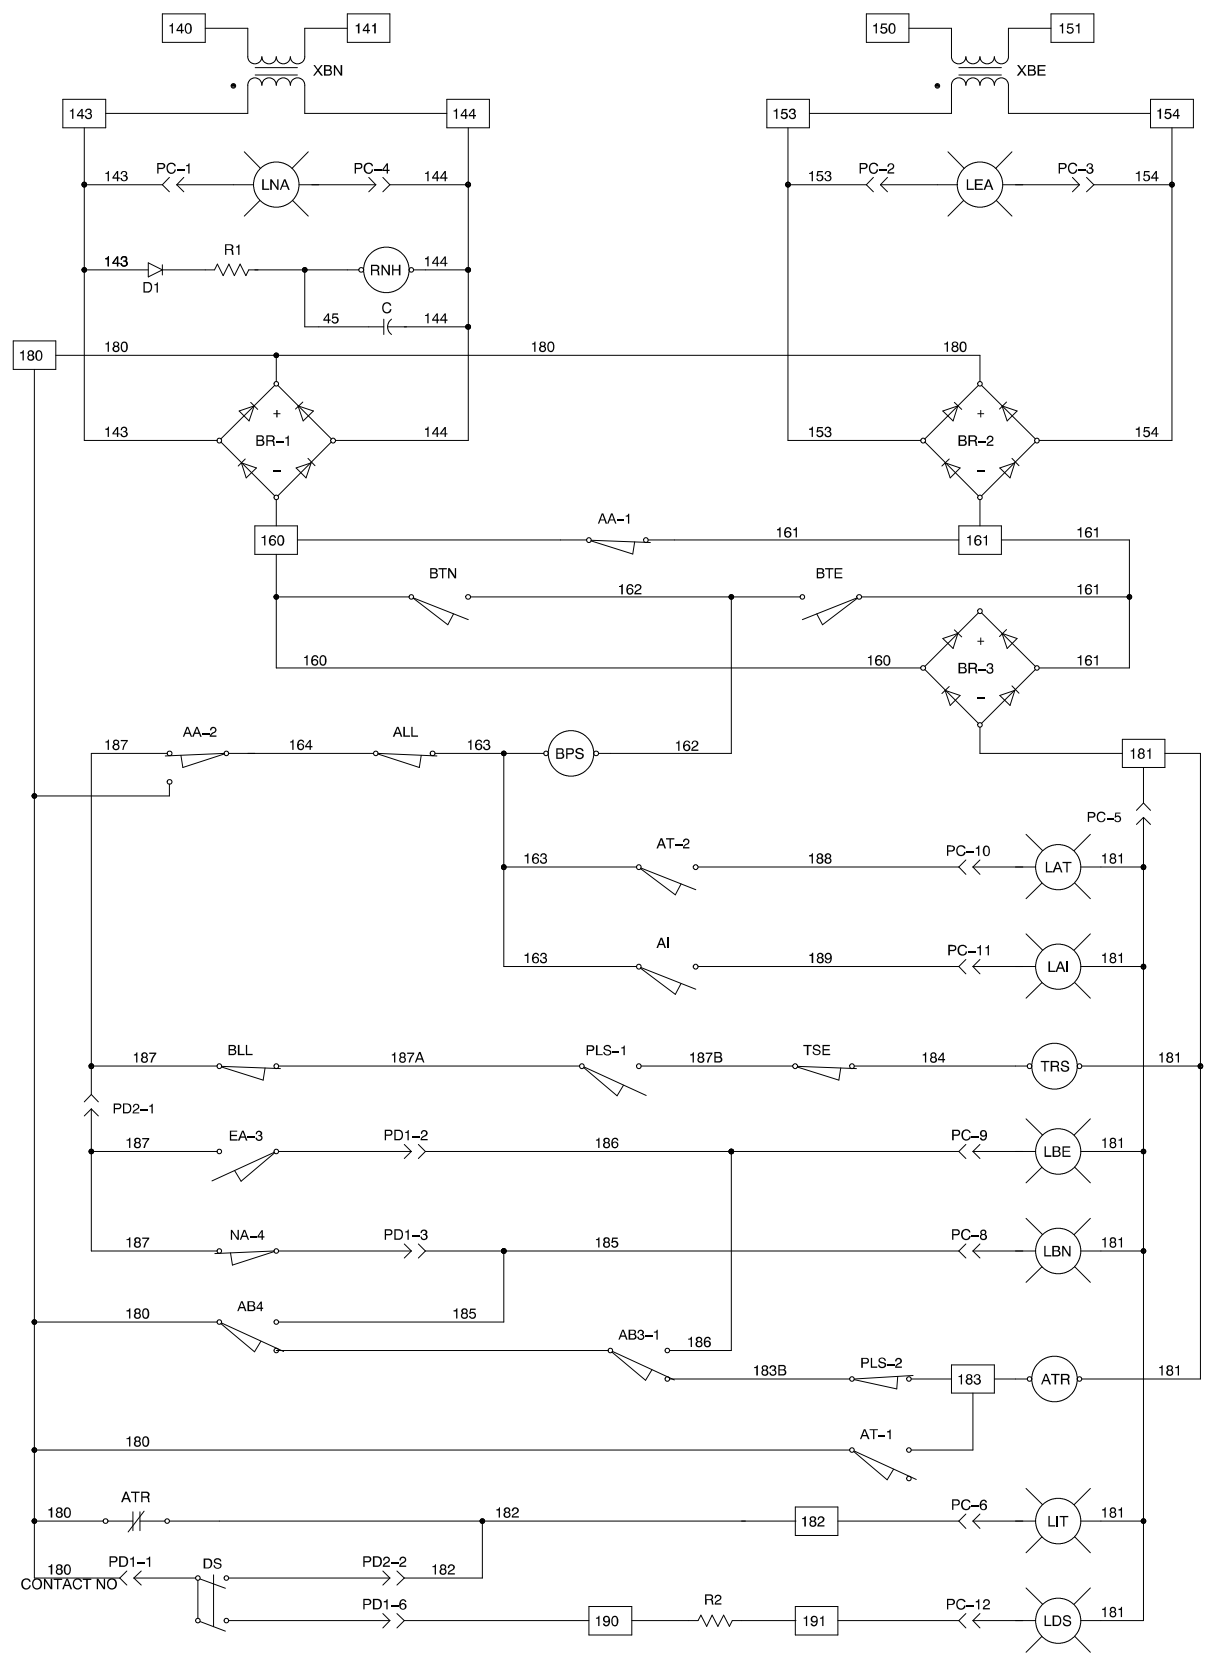 140 141 150 151
XBN XBE
143 144 153 154
PC-1 PC-4 PC-2 PC-3
143 LNA 144 153 LEA 154
R1
143 RNH 144
D1
C
45 144
180 180 180 180
+ +
143 BR-1 144 153 BR-2 154
- -
AA-1
160 161 161 161
BTN BTE
162 161
+
160 160 BR-3 161
-
AA-2 ALL
187 164 163 BPS 162 181
PC-5
AT-2 PC-10
163 188 LAT 181
AI PC-11
163 189 LAI 181
BLL PLS-1 TSE
187 187A 187B 184 TRS 181
PD2-1
EA-3 PD1-2 PC-9
187 186 LBE 181
NA-4 PD1-3 PC-8
187 185 LBN 181
AB4
180 185
AB3-1 186
183B PLS-2 183 ATR 181
AT-1
180
ATR PC-6
180 182 182 LIT 181
180 PD1-1 DS PD2-2 182
CONTACT NO
PD1-6 R2 PC-12
190 191 LDS 181